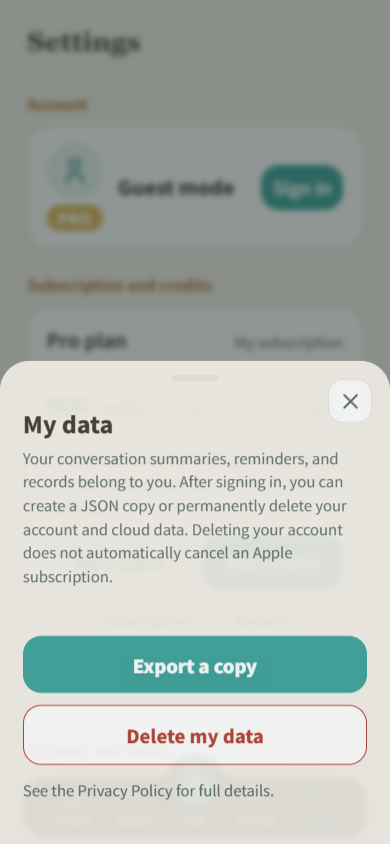 Settings
Account
Guest mode
Sign in
PRO
Subscription and credits
Pro plan
My subscription
My data
Your conversation summaries, reminders, and
records belong to you. After signing in, you can
create a JSON copy or permanently delete your
account and cloud data. Deleting your account
does not automatically cancel an Apple
subscription.
Export a copy
Delete my data
See the Privacy Policy for full details.